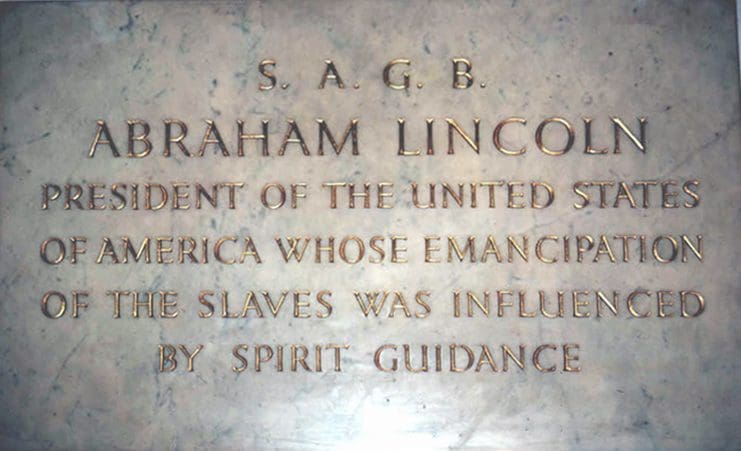 S. A. G. B.
ABRAHAM LINCOLN
PRESIDENT OF THE UNITED STATES
OF AMERICA WHOSE EMANCIPATION
OF THE SLAVES WAS INFLUENCED
BY SPIRIT GUIDANCE